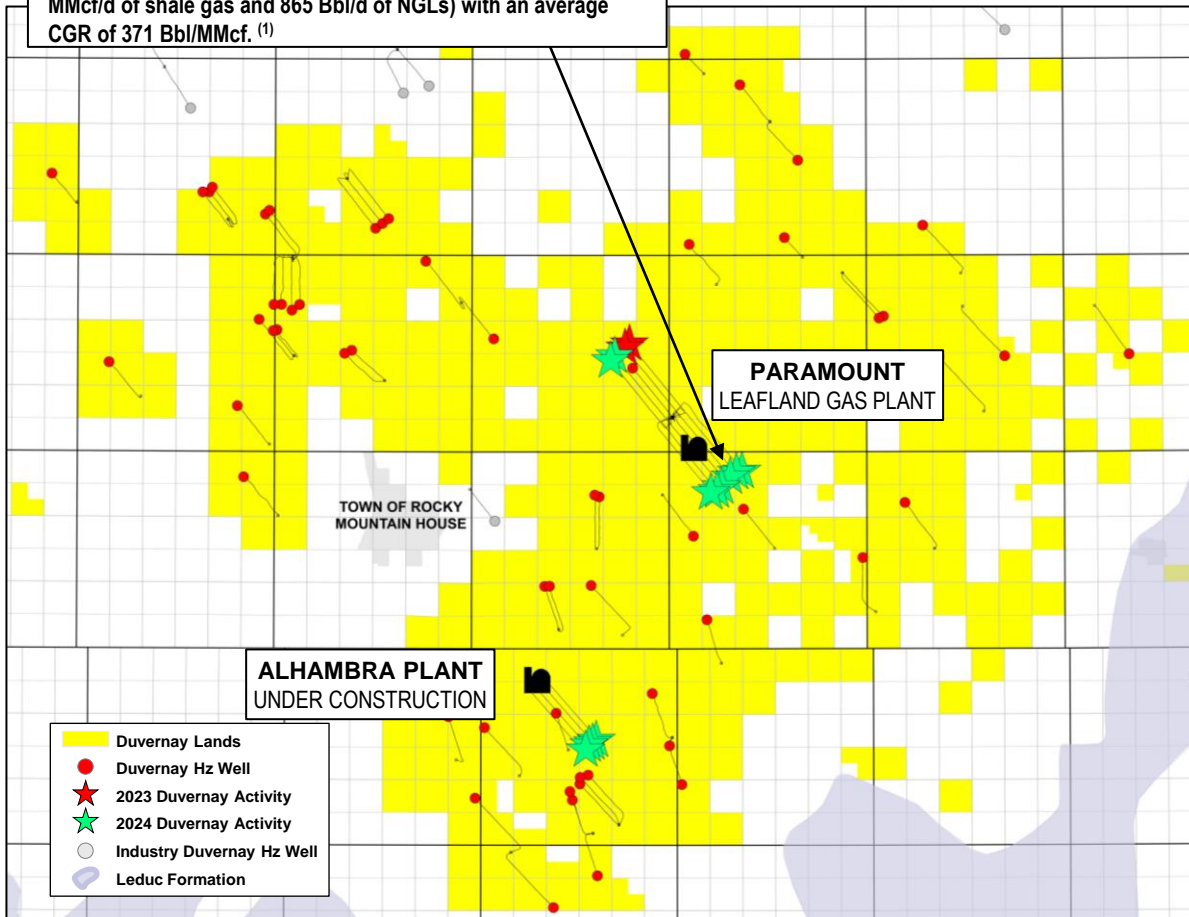 MMcf/d of shale gas and 865 Bbl/d of NGLs) with an average
CGR of 371 Bbl/MMcf. (1)
PARAMOUNT
LEAFLAND GAS PLANT
TOWN OF ROCKY
MOUNTAIN HOUSE
ALHAMBRA PLANT
UNDER CONSTRUCTION
Duvernay Lands
Duvernay Hz Well
2023 Duvernay Activity
2024 Duvernay Activity
Industry Duvernay Hz Well
Leduc Formation